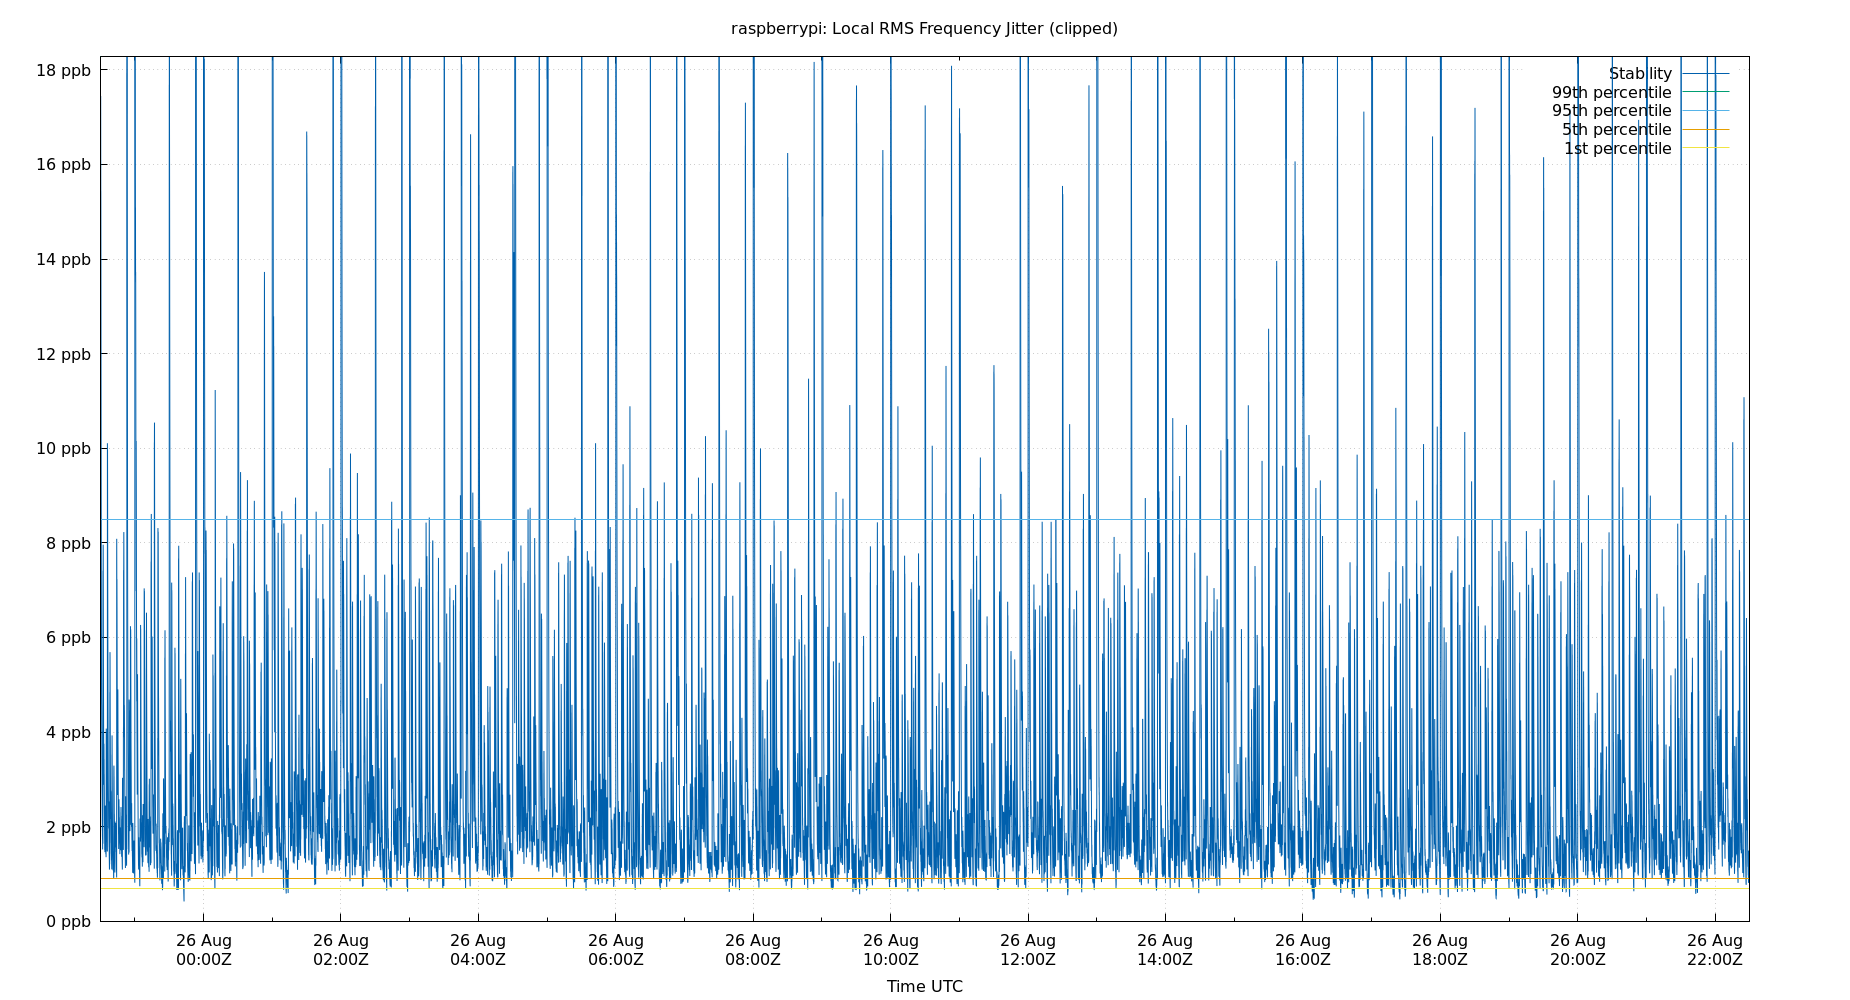 raspberrypi: Local RMS Frequency Jitter (clipped)
18 ppb
16 ppb
14 ppb
12 ppb
10 ppb
8 ppb
6 ppb
4 ppb
2 ppb
0 ppb
Stability
99th percentile
95th percentile
5th percentile
1st percentile
26 Aug 26 Aug 26 Aug 26 Aug 26 Aug 26 Aug 26 Aug 26 Aug 26 Aug 26 Aug 26 Aug 26 Aug
00:00Z 02:00Z 04:00Z 06:00Z 08:00Z 10:00Z 12:00Z 14:00Z 16:00Z 18:00Z 20:00Z 22:00Z
Time UTC